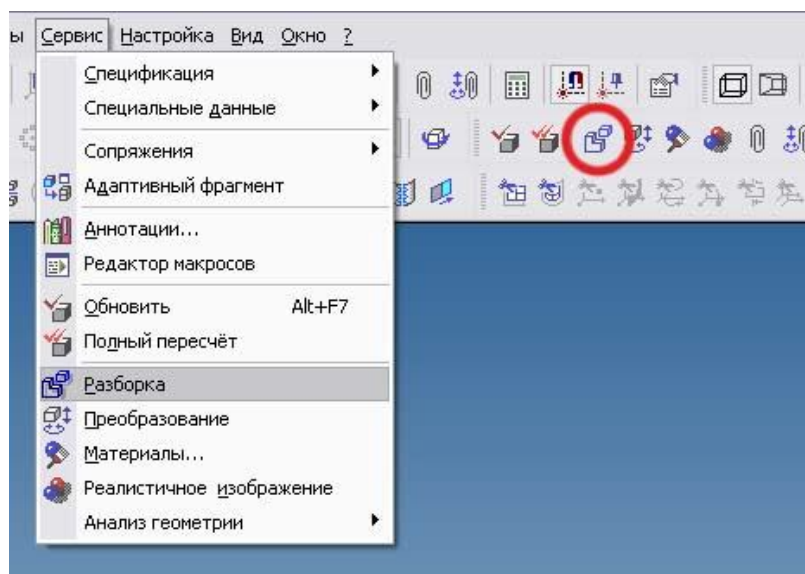 ы Сервис Настройка Вид Окно ?
Спецификация
Специальные данные
Сопряжения
Адаптивный фрагмент
Аннотации...
Редактор макросов
Обновить Alt+F7
Полный пересчёт
Разборка
Преобразование
Материалы...
Реалистичное изображение
Анализ геометрии